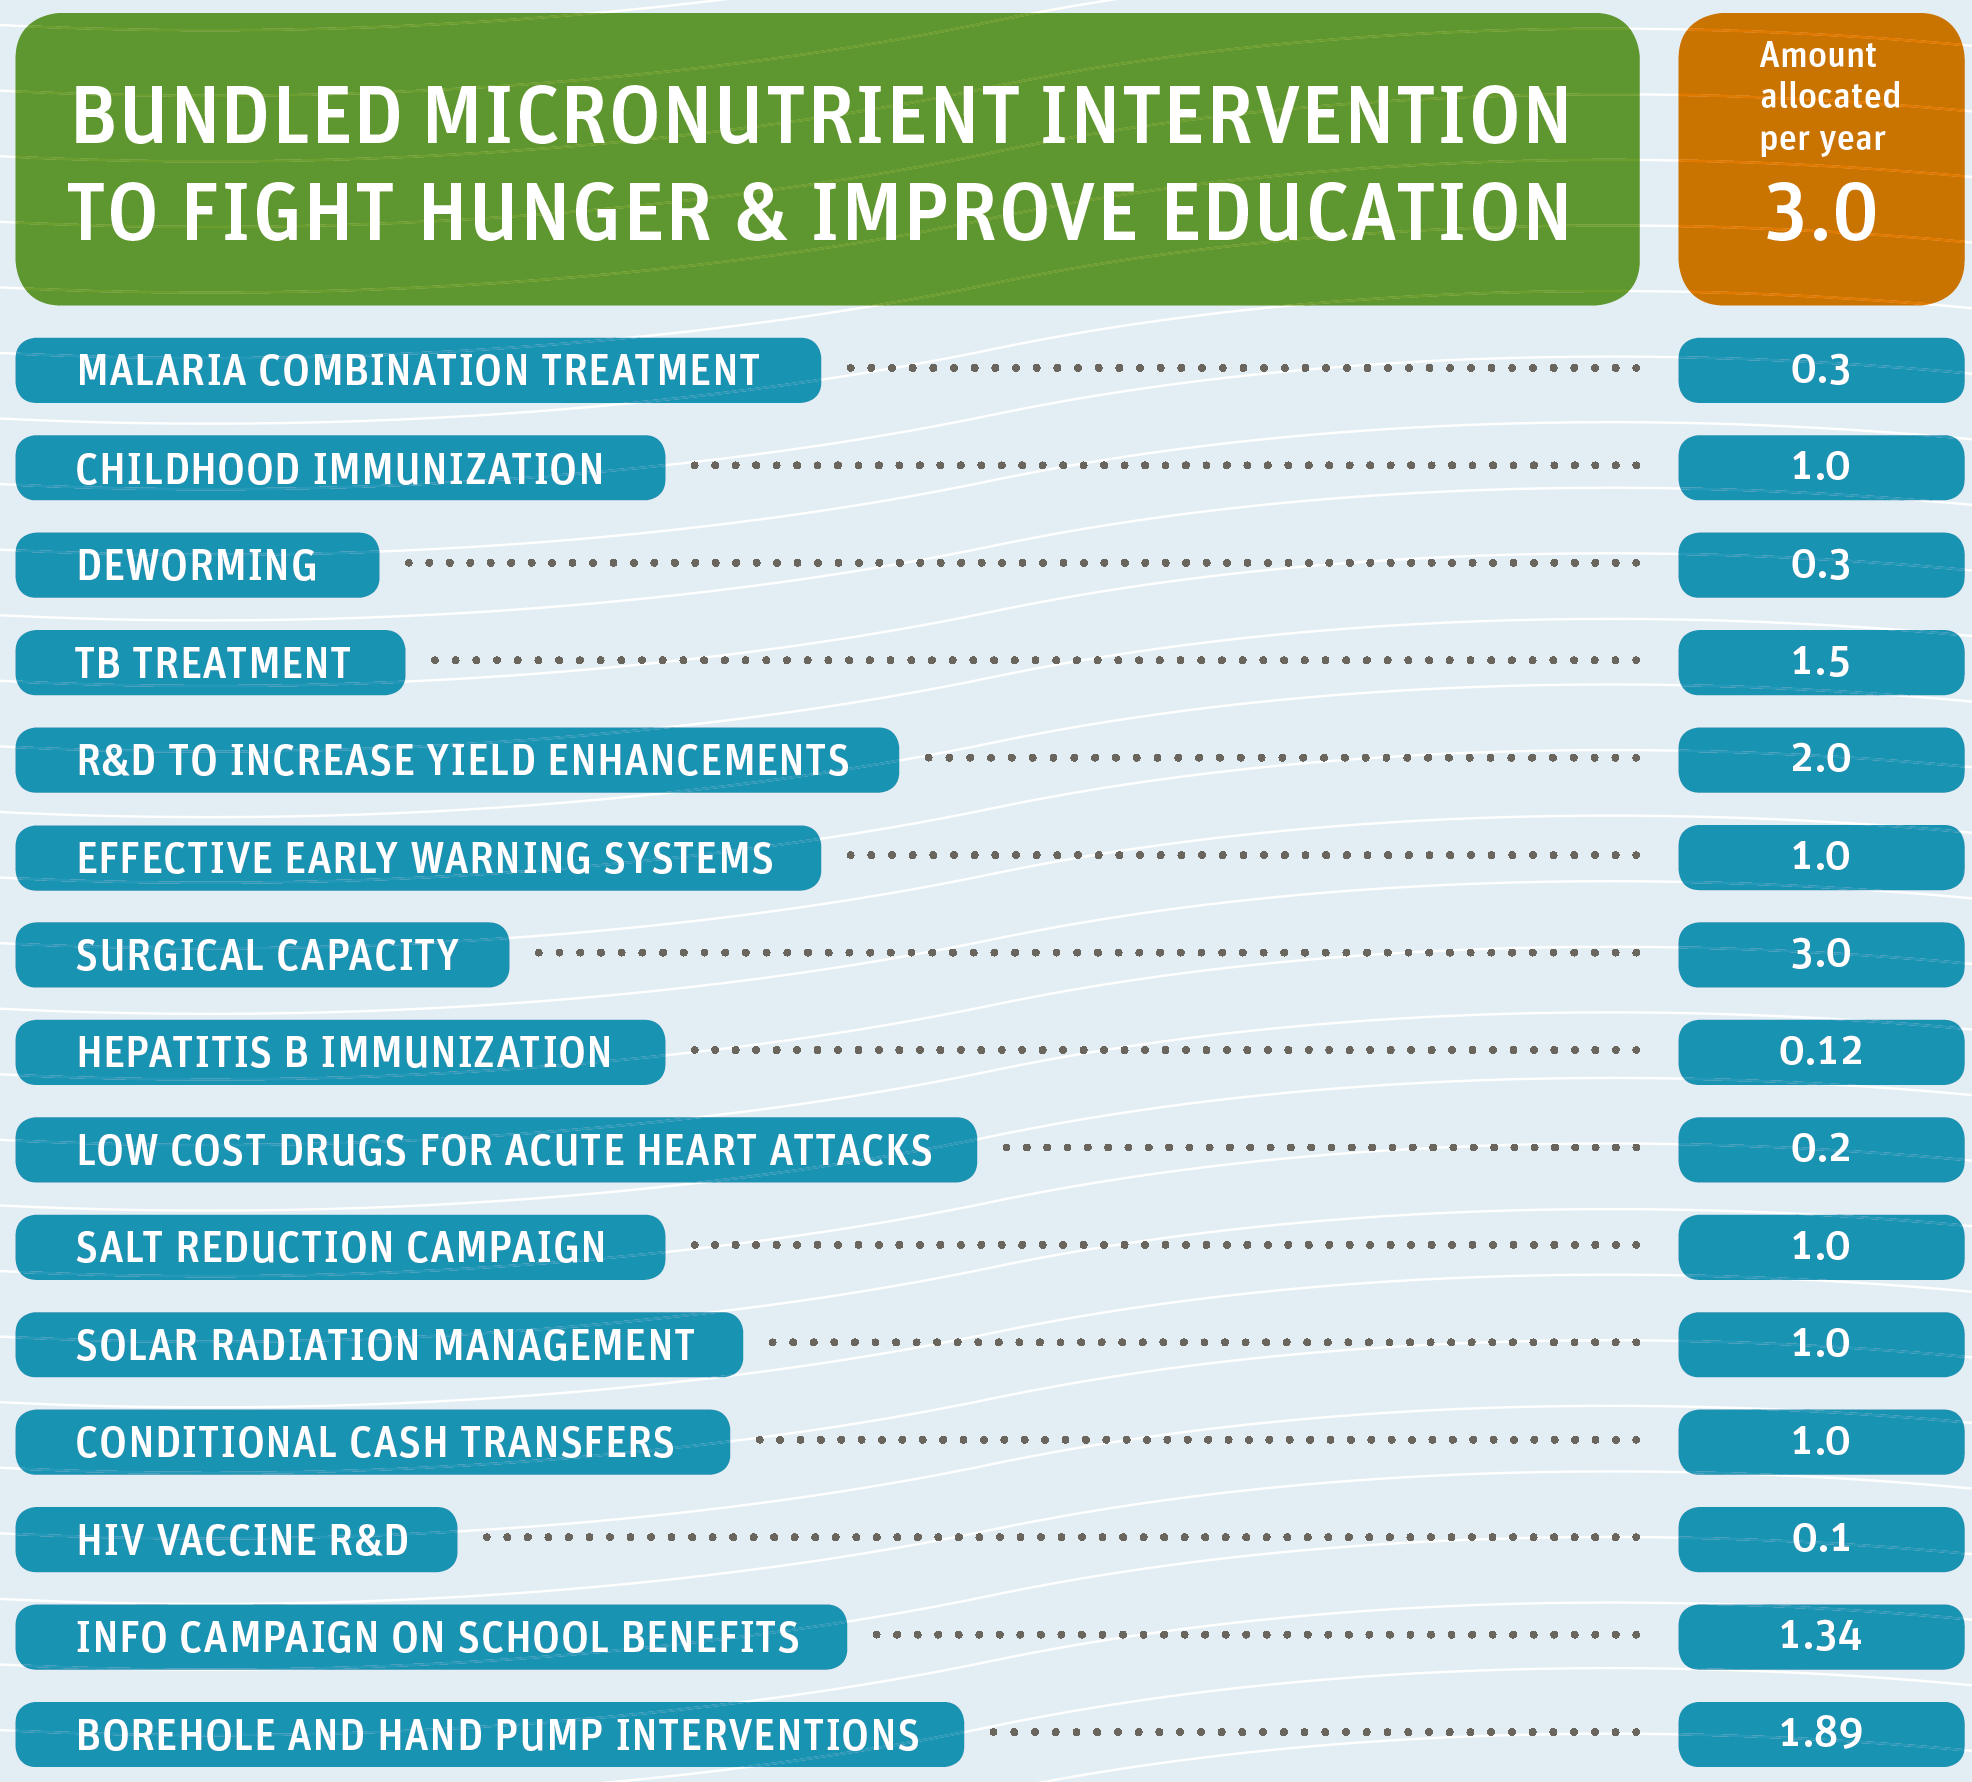 BUNDLED MICRONUTRIENT INTERVENTION
TO FIGHT HUNGER & IMPROVE EDUCATION
Amount
allocated
per year
3.0
MALARIA COMBINATION TREATMENT 0.3
CHILDHOOD IMMUNIZATION 1.0
DEWORMING 0.3
TB TREATMENT 1.5
R&D TO INCREASE YIELD ENHANCEMENTS 2.0
EFFECTIVE EARLY WARNING SYSTEMS 1.0
SURGICAL CAPACITY 3.0
HEPATITIS B IMMUNIZATION 0.12
LOW COST DRUGS FOR ACUTE HEART ATTACKS 0.2
SALT REDUCTION CAMPAIGN 1.0
SOLAR RADIATION MANAGEMENT 1.0
CONDITIONAL CASH TRANSFERS 1.0
HIV VACCINE R&D 0.1
INFO CAMPAIGN ON SCHOOL BENEFITS 1.34
BOREHOLE AND HAND PUMP INTERVENTIONS 1.89